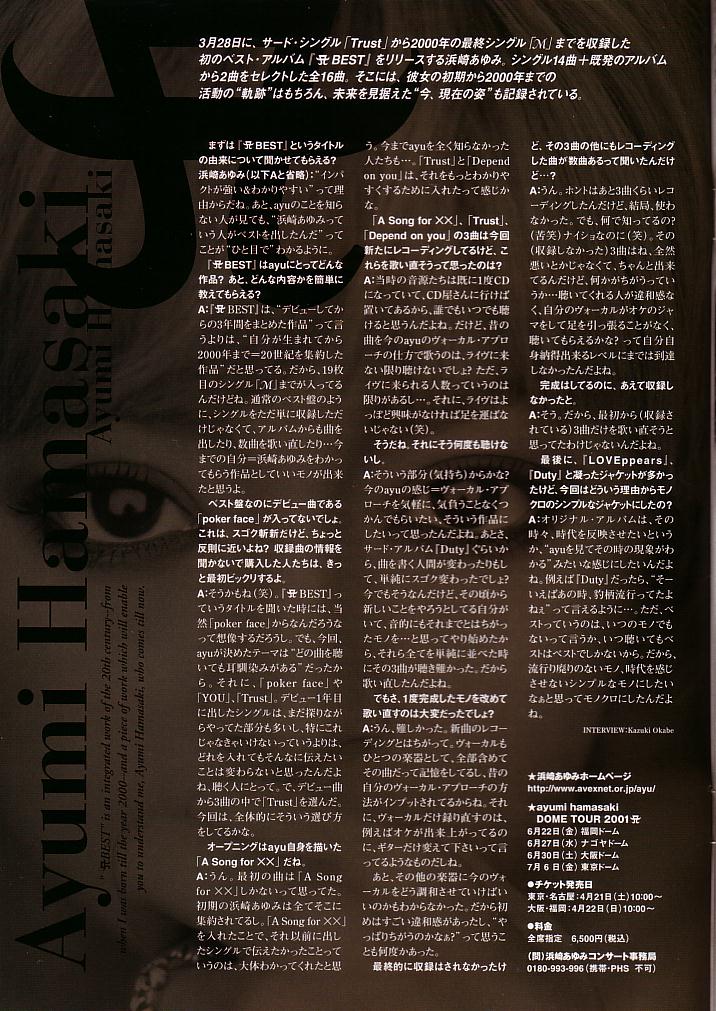 3月28日に、サード・シングル「Trust」から2000年の最終シングル「M」までを収録した
初のベスト・アルバム『A BEST』をリリースする浜崎あゆみ。シングル14曲＋既発のアルバム
から2曲をセレクトした全16曲。そこには、彼女の初期から2000年までの
活動の“軌跡”はもちろん、未来を見据えた“今、現在の姿”も記録されている。
まずは『A BEST』というタイトル
の由来について聞かせてもらえる?
浜崎あゆみ(以下Aと省略):“インパ
クトが強い&わかりやすい”って理
由からだね。あと、ayuのことを知ら
ない人が見ても、“浜崎あゆみって
いう人がベストを出したんだ”って
ことが“ひと目で”わかるように。
『A BEST』はayuにとってどんな
作品? あと、どんな内容かを簡単に
教えてもらえる?
A:『A BEST』は、“デビューしてか
らの3年間をまとめた作品”って言
うよりは、“自分が生まれてから
2000年まで=20世紀を集約した
作品”だと思ってる。だから、19枚
目のシングル「M」までが入ってる
んだけどね。通常のベスト盤のよう
に、シングルをただ単に収録しただ
けじゃなくて、アルバムからも曲を
出したり、数曲を歌い直したり…今
までの自分=浜崎あゆみをわかっ
てもらう作品としていいモノが出来
たと思うよ。
ベスト盤なのにデビュー曲である
「poker face」が入ってないでしょ。
これは、スゴく斬新だけど、ちょっと
反則に近いよね? 収録曲の情報を
聞かないで購入した人たちは、きっ
と最初ビックリするよ。
A:そうかもね(笑)。『A BEST』っ
ていうタイトルを聞いた時には、当
然「poker face」からなんだろうな
って想像するだろうし。でも、今回、
ayuが決めたテーマは“どの曲を聴
いても耳馴染みがある”だったか
ら。それに、「poker face」や
「YOU」、「Trust」。デビュー1年目
に出したシングルは、まだ探りなが
らやってた部分も多いし、特にこれ
じゃなきゃいけないっていうよりは、
どれを入れてもそんなに伝えたい
ことは変わらないと思ったんだよ
ね、聴く人にとって。で、デビュー曲
から3曲の中で「Trust」を選んだ。
今回は、全体的にそういう選び方
をしてるかな。
オープニングはayu自身を描いた
「A Song for ××」だね。
A:うん。最初の曲は「A Song
for ××」しかないって思ってた。
初期の浜崎あゆみは全てそこに
集約されてるし。「A Song for ××」
を入れたことで、それ以前に出し
たシングルで伝えたかったことって
いうのは、大体わかってくれたと思
う。今までayuを全く知らなかった
人たちも…。「Trust」と「Depend
on you」は、それをもっとわかりや
すくするために入れたって感じか
な。
「A Song for ××」、「Trust」、
「Depend on you」の3曲は今回
新たにレコーディングしてるけど、こ
れらを歌い直そうって思ったのは?
A:当時の音源たちは既に1度CD
になっていて、CD屋さんに行けば
置いてあるから、誰でもいつでも聴
けると思うんだよね。だけど、昔の
曲を今のayuのヴォーカル・アプロ
ーチの仕方で歌うのは、ライヴに来
ない限り聴けないでしょ? ただ、ラ
イヴに来られる人数っていうのは
限りがあるし…。それに、ライヴはよ
っぽど興味がなければ足を運ばな
いじゃない(笑)。
そうだね。それにそう何度も聴けな
いし。
A:そういう部分(気持ち)からかな?
今のayuの感じ=ヴォーカル・アプ
ローチを気軽に、気負うことなくつ
かんでもらいたい、そういう作品に
したいって思ったんだよね。あとさ、
サード・アルバム『Duty』ぐらいか
ら、曲を書く人間が変わったりもし
て、単純にスゴク変わったでしょ?
今でもそうなんだけど、その頃から
新しいことをやろうとしてる自分が
いて、音的にもそれまでとはちがっ
たモノを…と思ってやり始めたか
ら、それら全てを単純に並べた時
にその3曲が聴き難かった。だから
歌い直したんだよね。
でもさ、1度完成したモノを改めて
歌い直すのは大変だったでしょ?
A:うん、難しかった。新曲のレコー
ディングとはちがって。ヴォーカルも
ひとつの楽器として、全部含めて
その曲だって記憶をしてるし、昔の
自分のヴォーカル・アプローチの方
法がインプットされてるからね。それ
に、ヴォーカルだけ録り直すのは、
例えばオケが出来上がってるの
に、ギターだけ変えて下さいって言
ってるようなものだしね。
あと、その他の楽器に今のヴォ
ーカルをどう調和させていけばい
いのかもわからなかった。だから初
めはすごい違和感があったし、“や
っぱりちがうのかなぁ?”って思うこ
とも何度かあった。
最終的に収録はされなかったけ
ど、その3曲の他にもレコーディング
した曲が数曲あるって聞いたんだけ
ど…?
A:うん。ホントはあと3曲くらいレコ
ーディングしたんだけど、結局、使わ
なかった。でも、何で知ってるの?
(苦笑)ナイショなのに(笑)。その
(収録しなかった)3曲はね、全然
悪いとかじゃなくて、ちゃんと出来
てるんだけど、何かがちがうってい
うか…聴いてくれる人が違和感な
く、自分のヴォーカルがオケのジャ
マをして足を引っ張ることがなく、
聴いてもらえるかな? って自分自
身納得出来るレベルにまでは到達
しなかったんだよね。
完成はしてるのに、あえて収録し
なかったと。
A:そう。だから、最初から(収録さ
れている)3曲だけを歌い直そうと
思ってたわけじゃないんだよね。
最後に、『LOVEppears』、
『Duty』と凝ったジャケットが多かっ
たけど、今回はどういう理由からモノ
クロのシンプルなジャケットにしたの?
A:オリジナル・アルバムは、その
時々、時代を反映させたいという
か、“ayuを見てその時の現象がわ
かる”みたいな感じにしたいんだ
よね。例えば『Duty』だったら、“そー
いえばあの時、豹柄流行ってたよ
ねぇ”って言えるように…。ただ、ベ
ストっていうのは、いつのモノでも
ないって言うか、いつ聴いてもベス
トはベストでしかないから。だから、
流行り廃りのないモノ、時代を感じ
させないシンプルなモノにしたい
なぁと思ってモノクロにしたんだよ
ね。
INTERVIEW:Kazuki Okabe
★浜崎あゆみホームページ
http://www.avexnet.or.jp/ayu/
★ayumi hamasaki
DOME TOUR 2001 A
6月22日(金) 福岡ドーム
6月27日(水) ナゴヤドーム
6月30日(土) 大阪ドーム
7月 6日(金) 東京ドーム
●チケット発売日
東京・名古屋:4月21日(土)10:00〜
大阪・福岡:4月22日(日)10:00〜
●料金
全席指定 6,500円(税込)
(問)浜崎あゆみコンサート事務局
0180-993-996(携帯・PHS 不可)
Ayumi Hamasaki
Ayumi Hamasaki
"A BEST" is an integrated work of the 20th century--from
when I was born till the year 2000--and a piece of work which will enable
you to understand me, Ayumi Hamasaki, who comes till now.